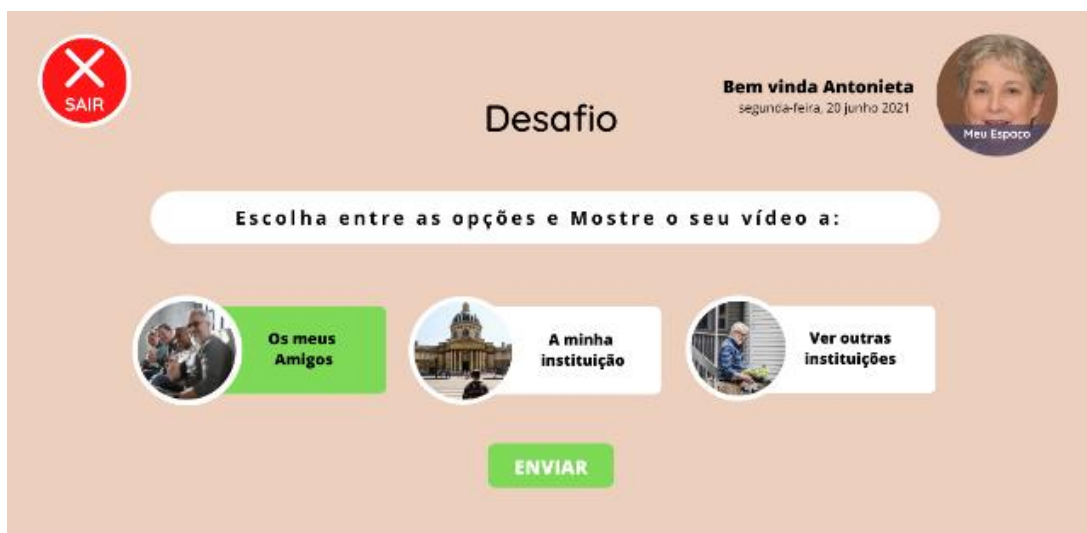 SAIR
Desafio
Bem vinda Antonieta
segunda-feira, 20 junho 2021
Meu Espaço
Escolha entre as opções e Mostre o seu vídeo a:
Os meus
Amigos
A minha
instituição
Ver outras
instituições
ENVIAR